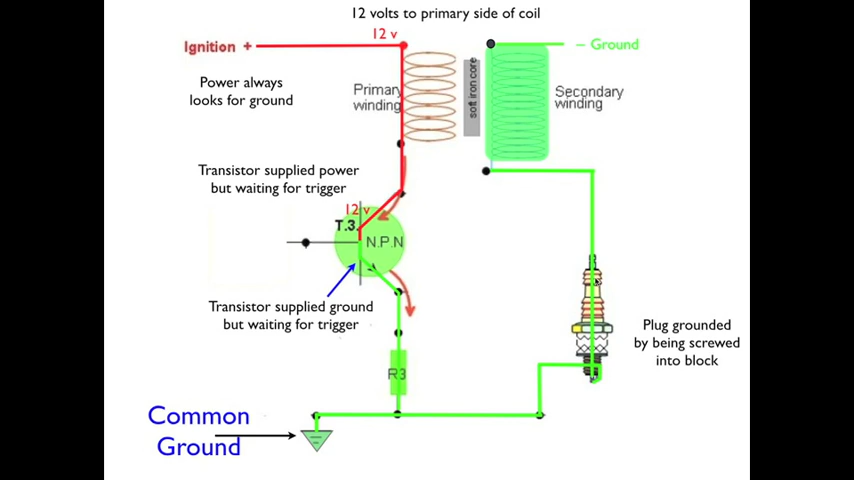 12 volts to primary side of coil
12 v
Ignition +
– Ground
Power always
looks for ground
Primary
winding
soft iron core
Secondary
winding
Transistor supplied power
but waiting for trigger
12 v
T.3.
N.P.N
Transistor supplied ground
but waiting for trigger
Plug grounded
by being screwed
into block
R3
Common
Ground